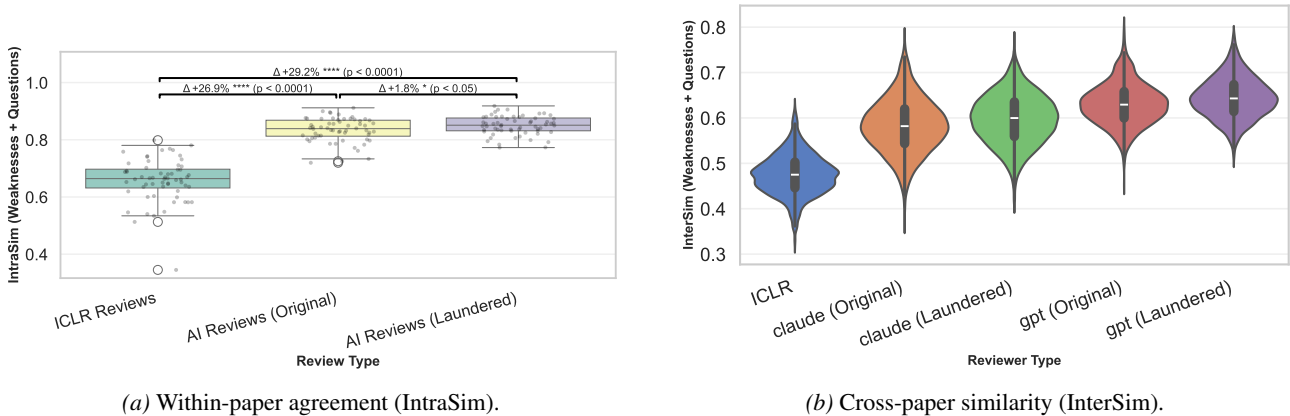 IntraSim (Weaknesses + Questions)
1.0
0.8
0.6
0.4
Δ +29.2% **** (p < 0.0001)
Δ +26.9% **** (p < 0.0001)
Δ +1.8% * (p < 0.05)
ICLR Reviews
AI Reviews (Original)
AI Reviews (Laundered)
Review Type
(a) Within-paper agreement (IntraSim).
InterSim (Weaknesses + Questions)
0.8
0.7
0.6
0.5
0.4
0.3
ICLR
claude (Original)
claude (Laundered)
gpt (Original)
gpt (Laundered)
Reviewer Type
(b) Cross-paper similarity (InterSim).